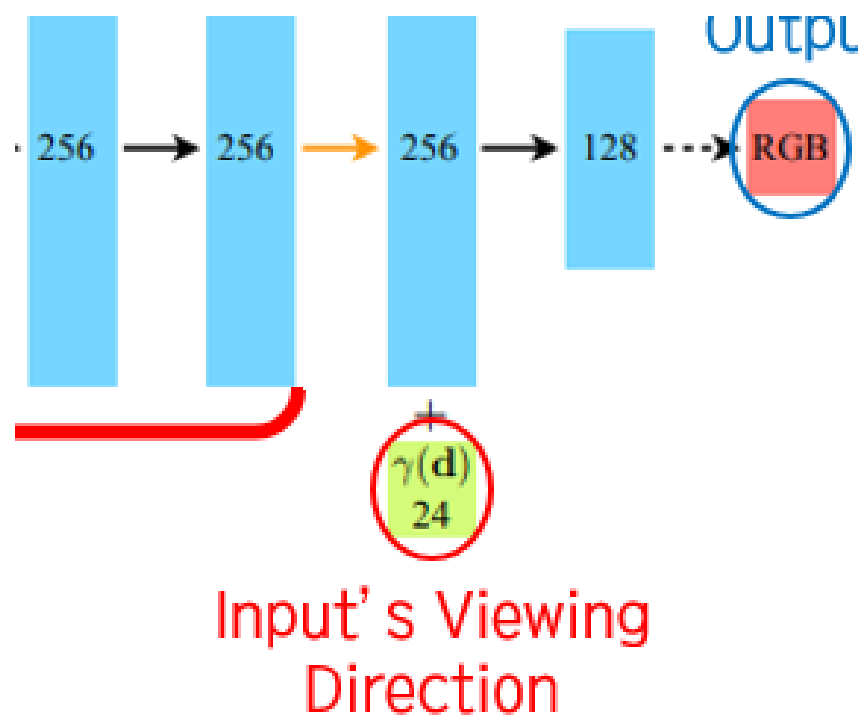 Outpu
256 256 256 128 RGB
+
γ(d)
24
Input's Viewing
Direction